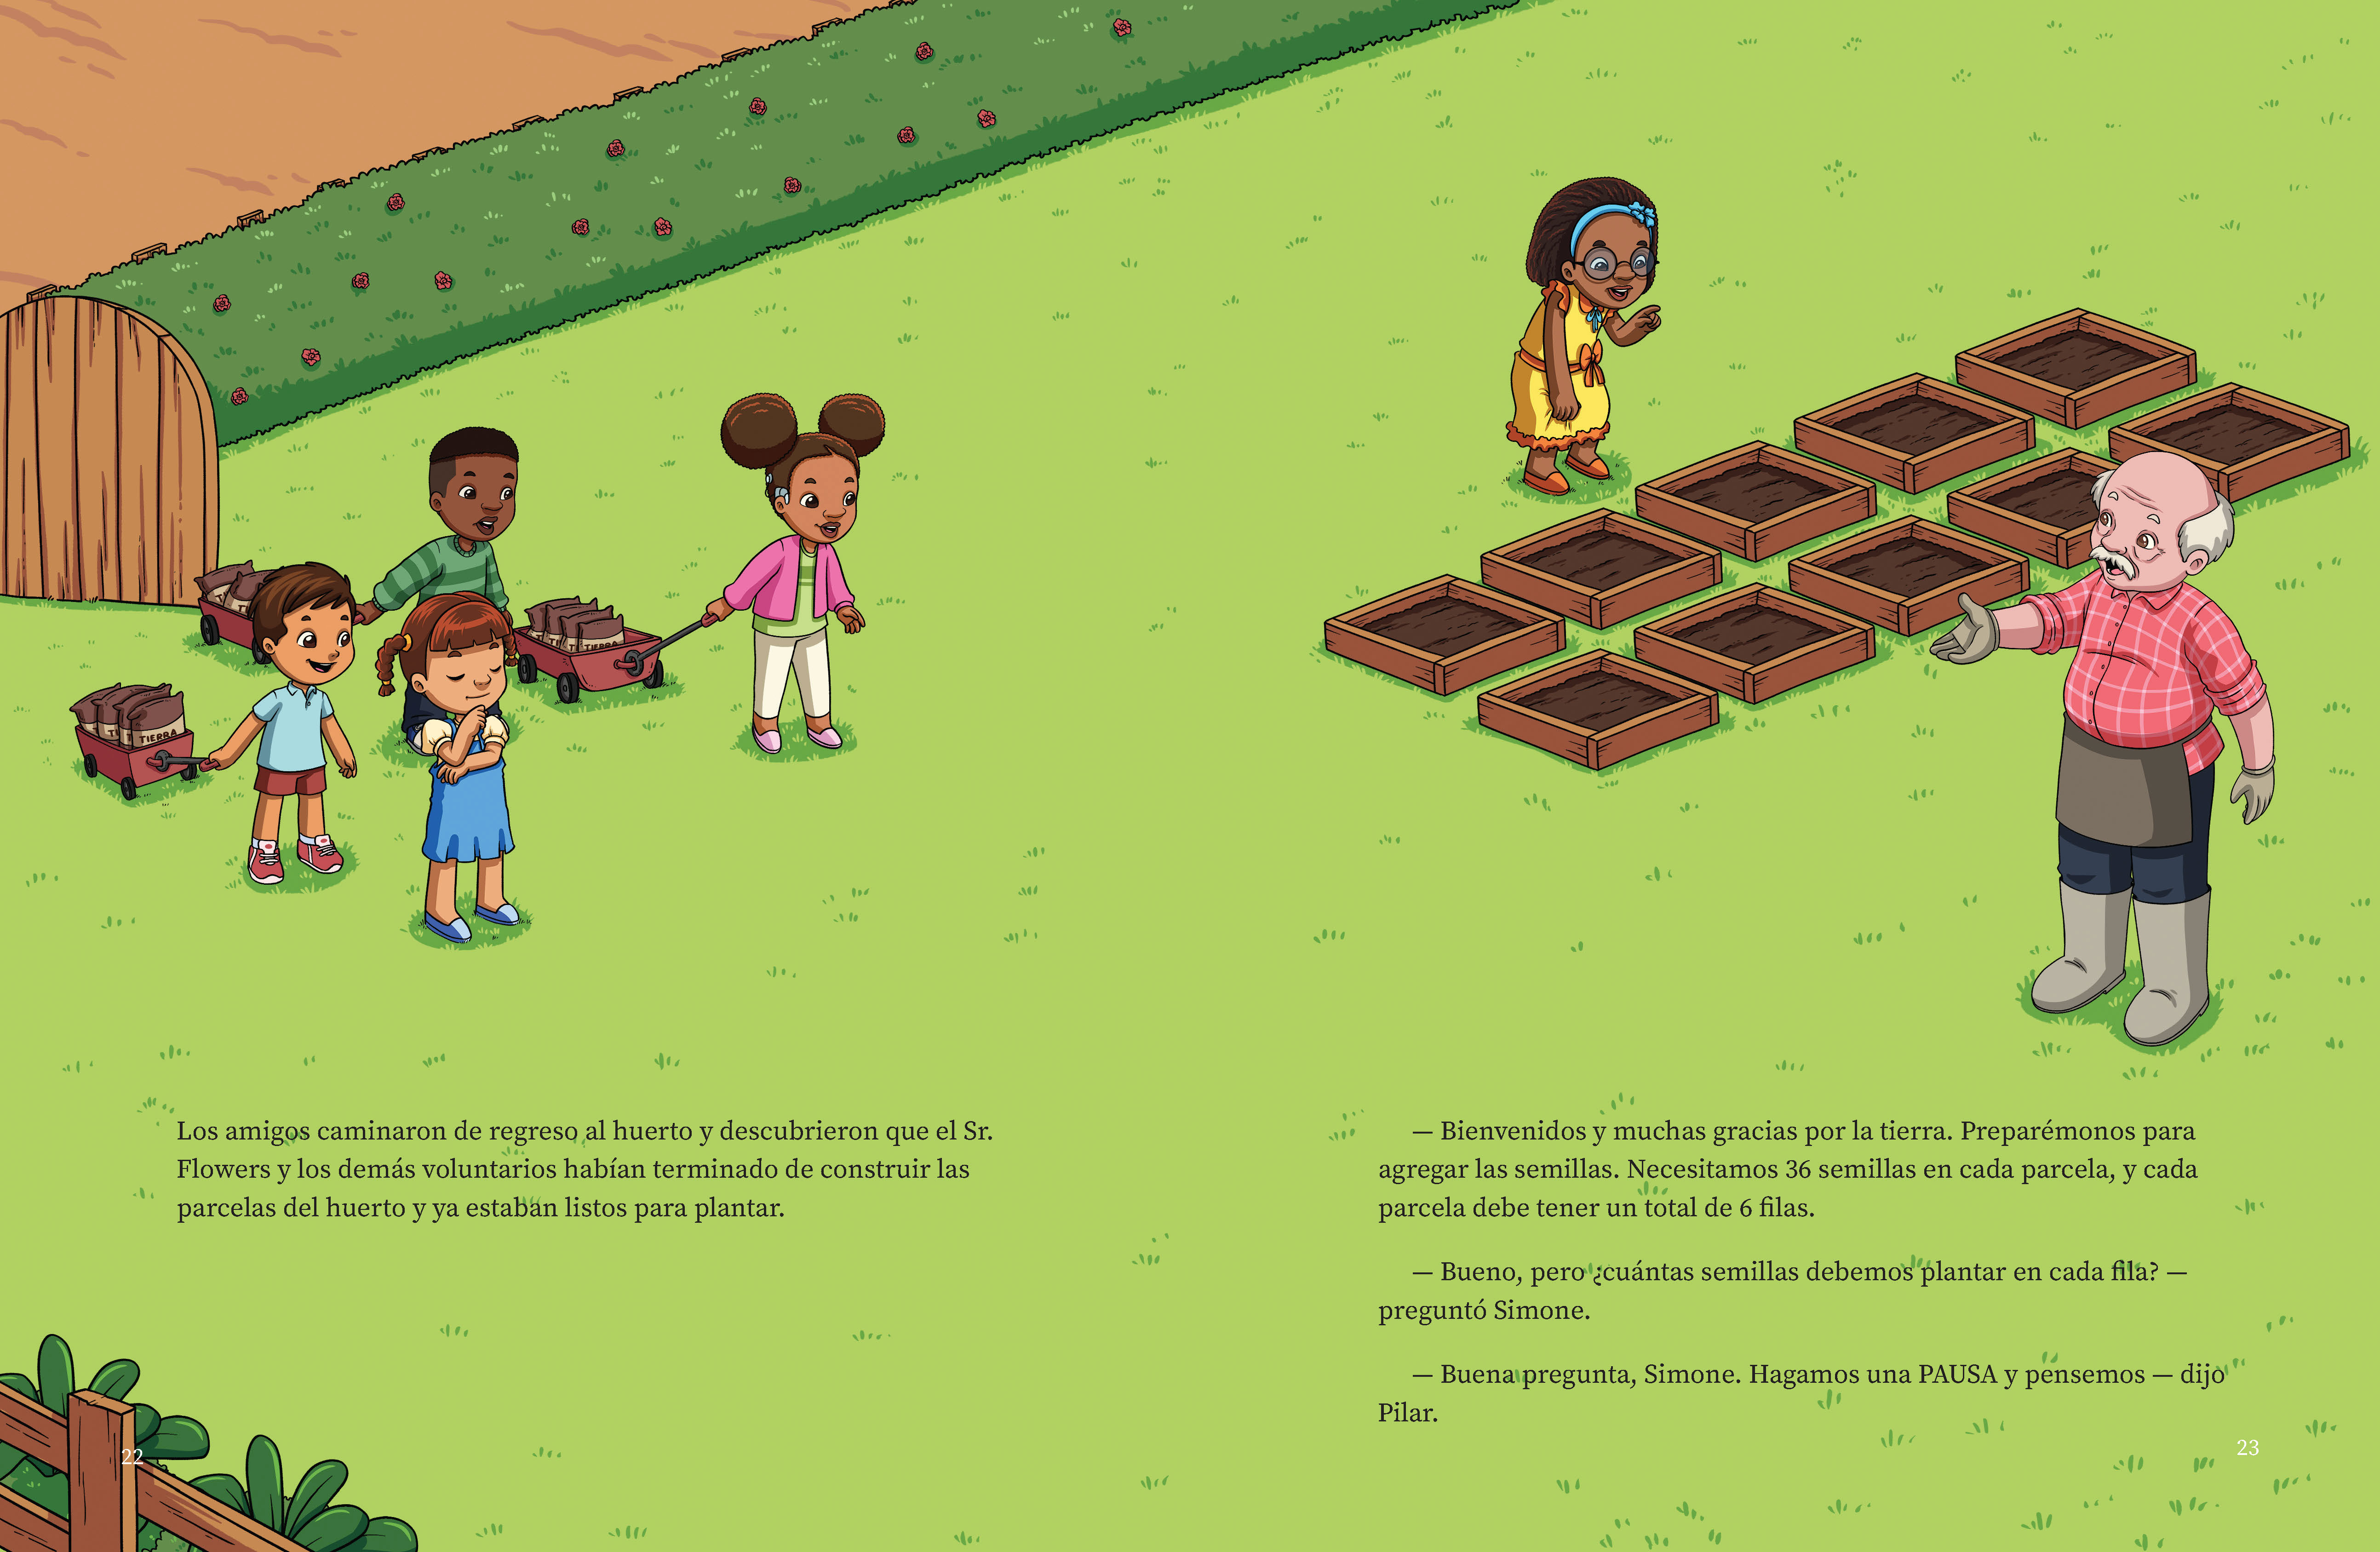 TI
TI
TIERRA
TI
TI
TIERRA
Los amigos caminaron de regreso al huerto y descubrieron que el Sr.
Flowers y los demás voluntarios habían terminado de construir las
parcelas del huerto y ya estaban listos para plantar.
22
— Bienvenidos y muchas gracias por la tierra. Preparémonos para
agregar las semillas. Necesitamos 36 semillas en cada parcela, y cada
parcela debe tener un total de 6 filas.
— Bueno, pero ¿cuántas semillas debemos plantar en cada fila? —
preguntó Simone.
— Buena pregunta, Simone. Hagamos una PAUSA y pensemos — dijo
Pilar.
23